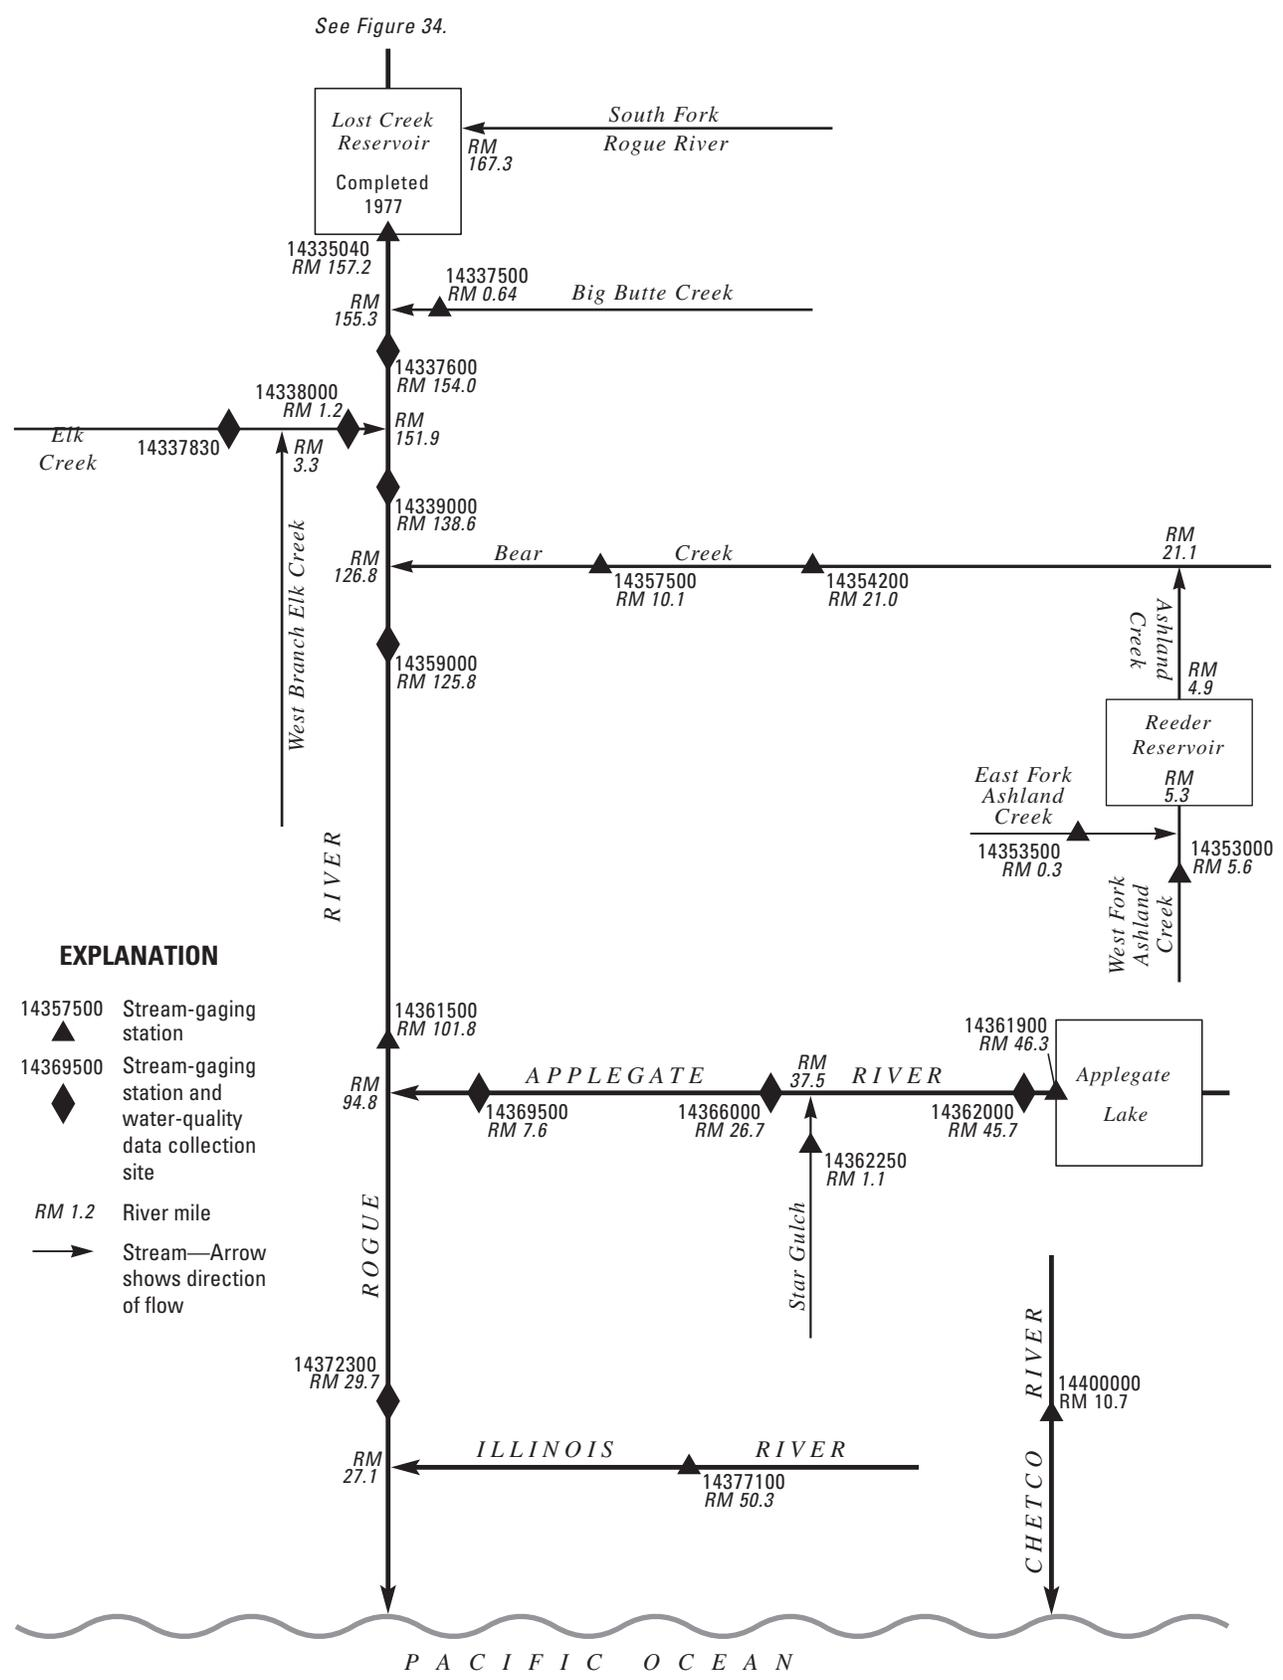 See Figure 34.
Lost Creek
Reservoir
Completed
1977
South Fork
Rogue River
RM
167.3
14335040
RM 157.2
14337500
RM 0.64
Big Butte Creek
RM
155.3
14337600
RM 154.0
14338000
RM 1.2
RM
151.9
Elk
Creek
14337830
RM
3.3
West Branch Elk Creek
14339000
RM 138.6
RM
126.8
Bear Creek
14357500
RM 10.1
14354200
RM 21.0
RM
21.1
Ashland
Creek
14359000
RM 125.8
RM
4.9
Reeder
Reservoir
RM
5.3
East Fork
Ashland
Creek
14353500
RM 0.3
14353000
RM 5.6
West Fork
Ashland
Creek
RIVER
EXPLANATION
14357500 Stream-gaging
station
14369500 Stream-gaging
station and
water-quality
data collection
site
RM 1.2 River mile
Stream—Arrow
shows direction
of flow
14361500
RM 101.8
RM
94.8
APPLEGATE RIVER
14369500
RM 7.6
14366000
RM 26.7
RM
37.5
14361900
RM 46.3
14362000
RM 45.7
Applegate
Lake
14362250
RM 1.1
Star Gulch
ROGUE
14372300
RM 29.7
RM
27.1
ILLINOIS RIVER
14377100
RM 50.3
CHETCO RIVER
14400000
RM 10.7
PACIFIC OCEAN